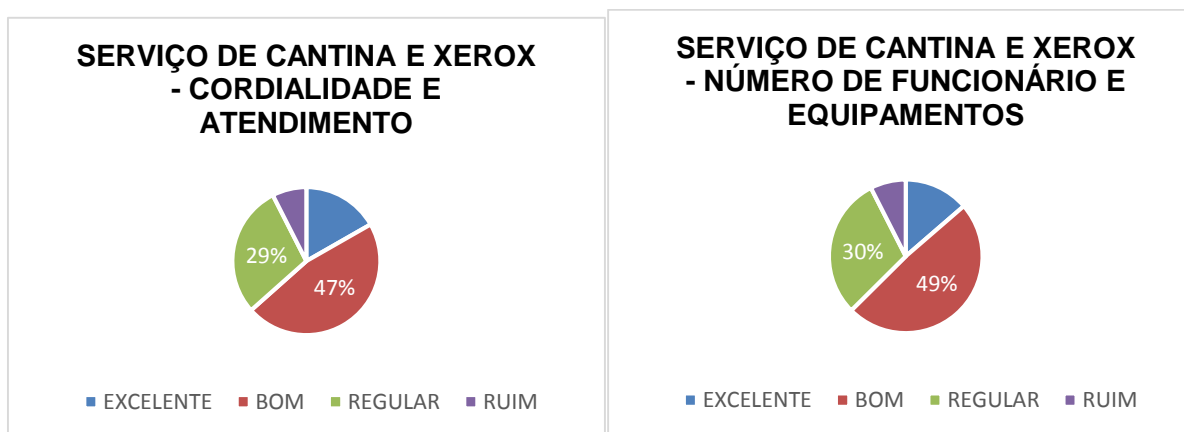 SERVIÇO DE CANTINA E XEROX
- CORDIALIDADE E
ATENDIMENTO
29%
47%
EXCELENTE BOM REGULAR RUIM
SERVIÇO DE CANTINA E XEROX
- NÚMERO DE FUNCIONÁRIO E
EQUIPAMENTOS
30%
49%
EXCELENTE BOM REGULAR RUIM